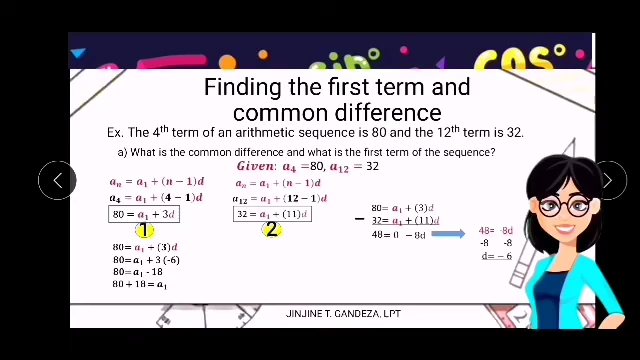 cos°
Finding the first term and
common difference
Ex. The 4th term of an arithmetic sequence is 80 and the 12th term is 32.
a) What is the common difference and what is the first term of the sequence?
Given: a₄ =80, a₁₂ = 32
aₙ = a₁ + (n − 1)d
a₄ = a₁ + (4 − 1)d
80 = a₁ + 3d
1
80= a₁ + (3)d
80= a₁ + 3 (-6)
80= a₁ - 18
80 + 18 = a₁
aₙ = a₁ + (n − 1)d
a₁₂ = a₁ + (12 − 1)d
32 = a₁ + (11)d
2
80= a₁ + (3)d
− 32= a₁ + (11)d
48= 0 − 8d
48= -8d
-8 -8
d= − 6
JINJINE T. GANDEZA, LPT